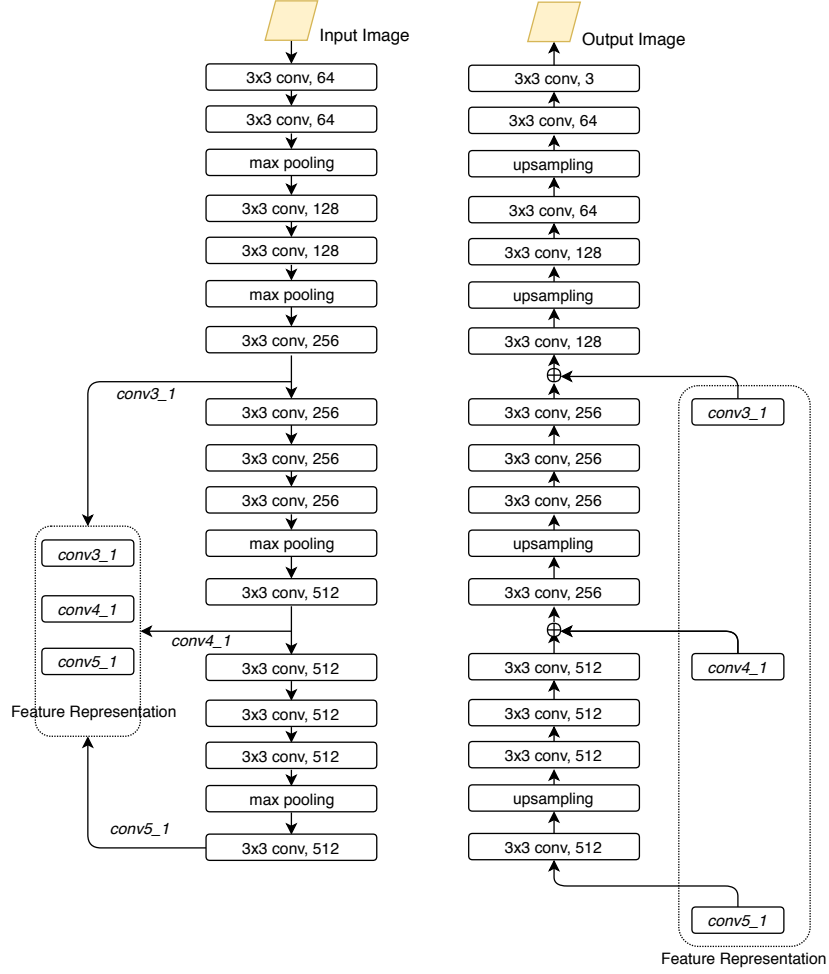 Input Image
3x3 conv, 64
3x3 conv, 64
max pooling
3x3 conv, 128
3x3 conv, 128
max pooling
3x3 conv, 256
conv3_1
3x3 conv, 256
3x3 conv, 256
3x3 conv, 256
max pooling
3x3 conv, 512
conv4_1
3x3 conv, 512
3x3 conv, 512
3x3 conv, 512
max pooling
conv5_1
3x3 conv, 512
conv3_1
conv4_1
conv5_1
Feature Representation
Output Image
3x3 conv, 3
3x3 conv, 64
upsampling
3x3 conv, 64
3x3 conv, 128
upsampling
3x3 conv, 128
3x3 conv, 256
3x3 conv, 256
3x3 conv, 256
upsampling
3x3 conv, 256
3x3 conv, 512
3x3 conv, 512
3x3 conv, 512
upsampling
3x3 conv, 512
conv3_1
conv4_1
conv5_1
Feature Representation